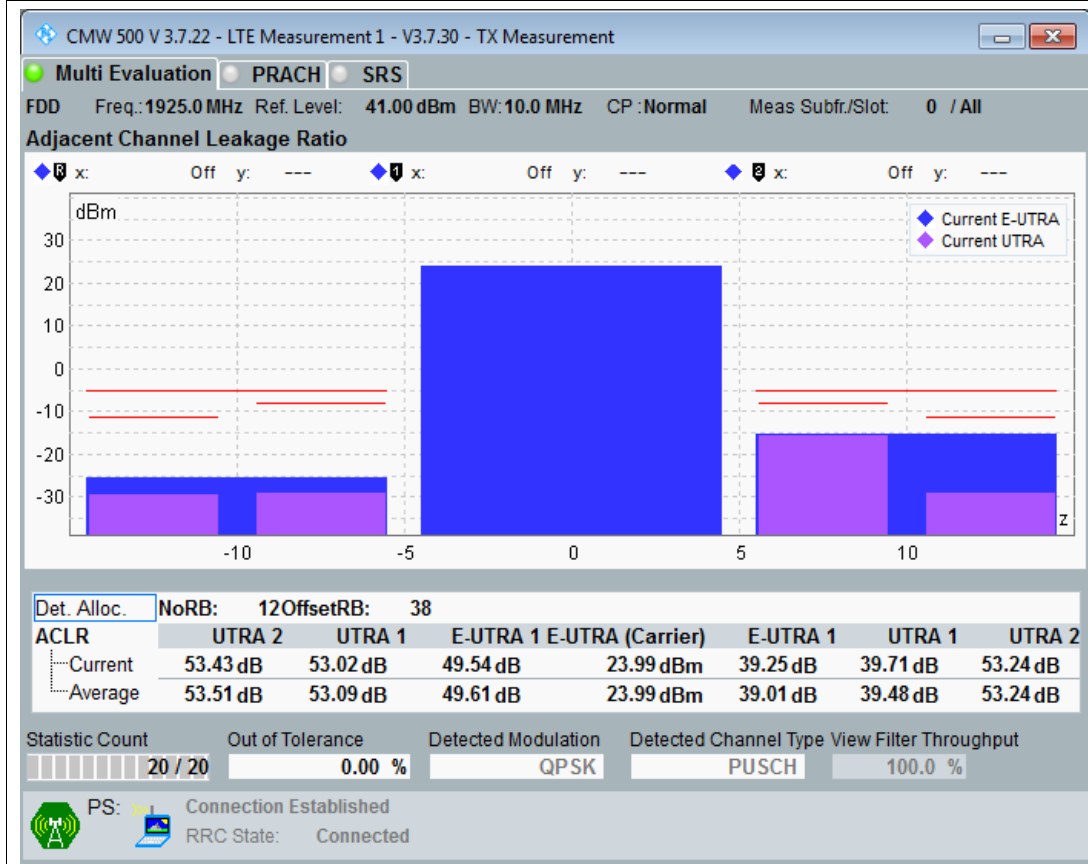 CMW 500 V 3.7.22 - LTE Measurement 1 - V3.7.30 - TX Measurement
Multi Evaluation PRACH SRS
FDD Freq.: 1925.0 MHz Ref. Level: 41.00 dBm BW: 10.0 MHz CP : Normal Meas Subfr./Slot: 0 / All
Adjacent Channel Leakage Ratio
R x: Off y: --- 1 x: Off y: --- 2 x: Off y: ---
dBm
Current E-UTRA
Current UTRA
30
20
10
0
-10
-20
-30
z
-10 -5 0 5 10
Det. Alloc. NoRB: 12 OffsetRB: 38
ACLR UTRA 2 UTRA 1 E-UTRA 1 E-UTRA (Carrier) E-UTRA 1 UTRA 1 UTRA 2
Current 53.43 dB 53.02 dB 49.54 dB 23.99 dBm 39.25 dB 39.71 dB 53.24 dB
Average 53.51 dB 53.09 dB 49.61 dB 23.99 dBm 39.01 dB 39.48 dB 53.24 dB
Statistic Count Out of Tolerance Detected Modulation Detected Channel Type View Filter Throughput
20 / 20 0.00 % QPSK PUSCH 100.0 %
PS: Connection Established
RRC State: Connected